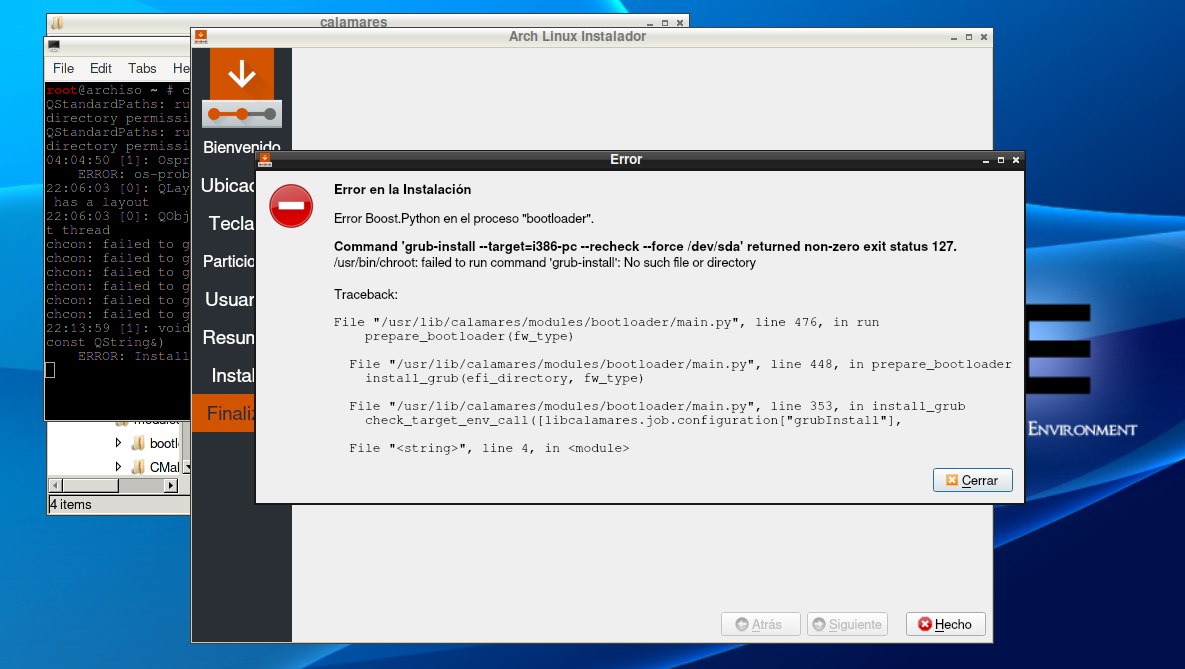 calamares
Arch Linux Instalador
File Edit Tabs He
root@archiso ~ # c
QStandardPaths: ru
directory permissi
QStandardPaths: ru
directory permissi
04:04:50 [1]: Ospr
ERROR: os-prob
22:06:03 [0]: QLay
has a layout
22:06:03 [0]: QObj
t thread
chcon: failed to g
chcon: failed to g
chcon: failed to g
chcon: failed to g
chcon: failed to g
22:13:59 [1]: void
const QString&)
ERROR: Install
Bienvenido
Ubicac
Tecla
Particio
Usuar
Resum
Instal
Finaliz
Error
Error en la Instalación
Error Boost.Python en el proceso "bootloader".
Command 'grub-install --target=i386-pc --recheck --force /dev/sda' returned non-zero exit status 127.
/usr/bin/chroot: failed to run command 'grub-install': No such file or directory
Traceback:
File "/usr/lib/calamares/modules/bootloader/main.py", line 476, in run
prepare_bootloader(fw_type)
File "/usr/lib/calamares/modules/bootloader/main.py", line 448, in prepare_bootloader
install_grub(efi_directory, fw_type)
File "/usr/lib/calamares/modules/bootloader/main.py", line 353, in install_grub
check_target_env_call([libcalamares.job.configuration["grubInstall"],
File "<string>", line 4, in <module>
Cerrar
E
ENVIRONMENT
bootl
CMal
4 items
Atrás
Siguiente
Hecho